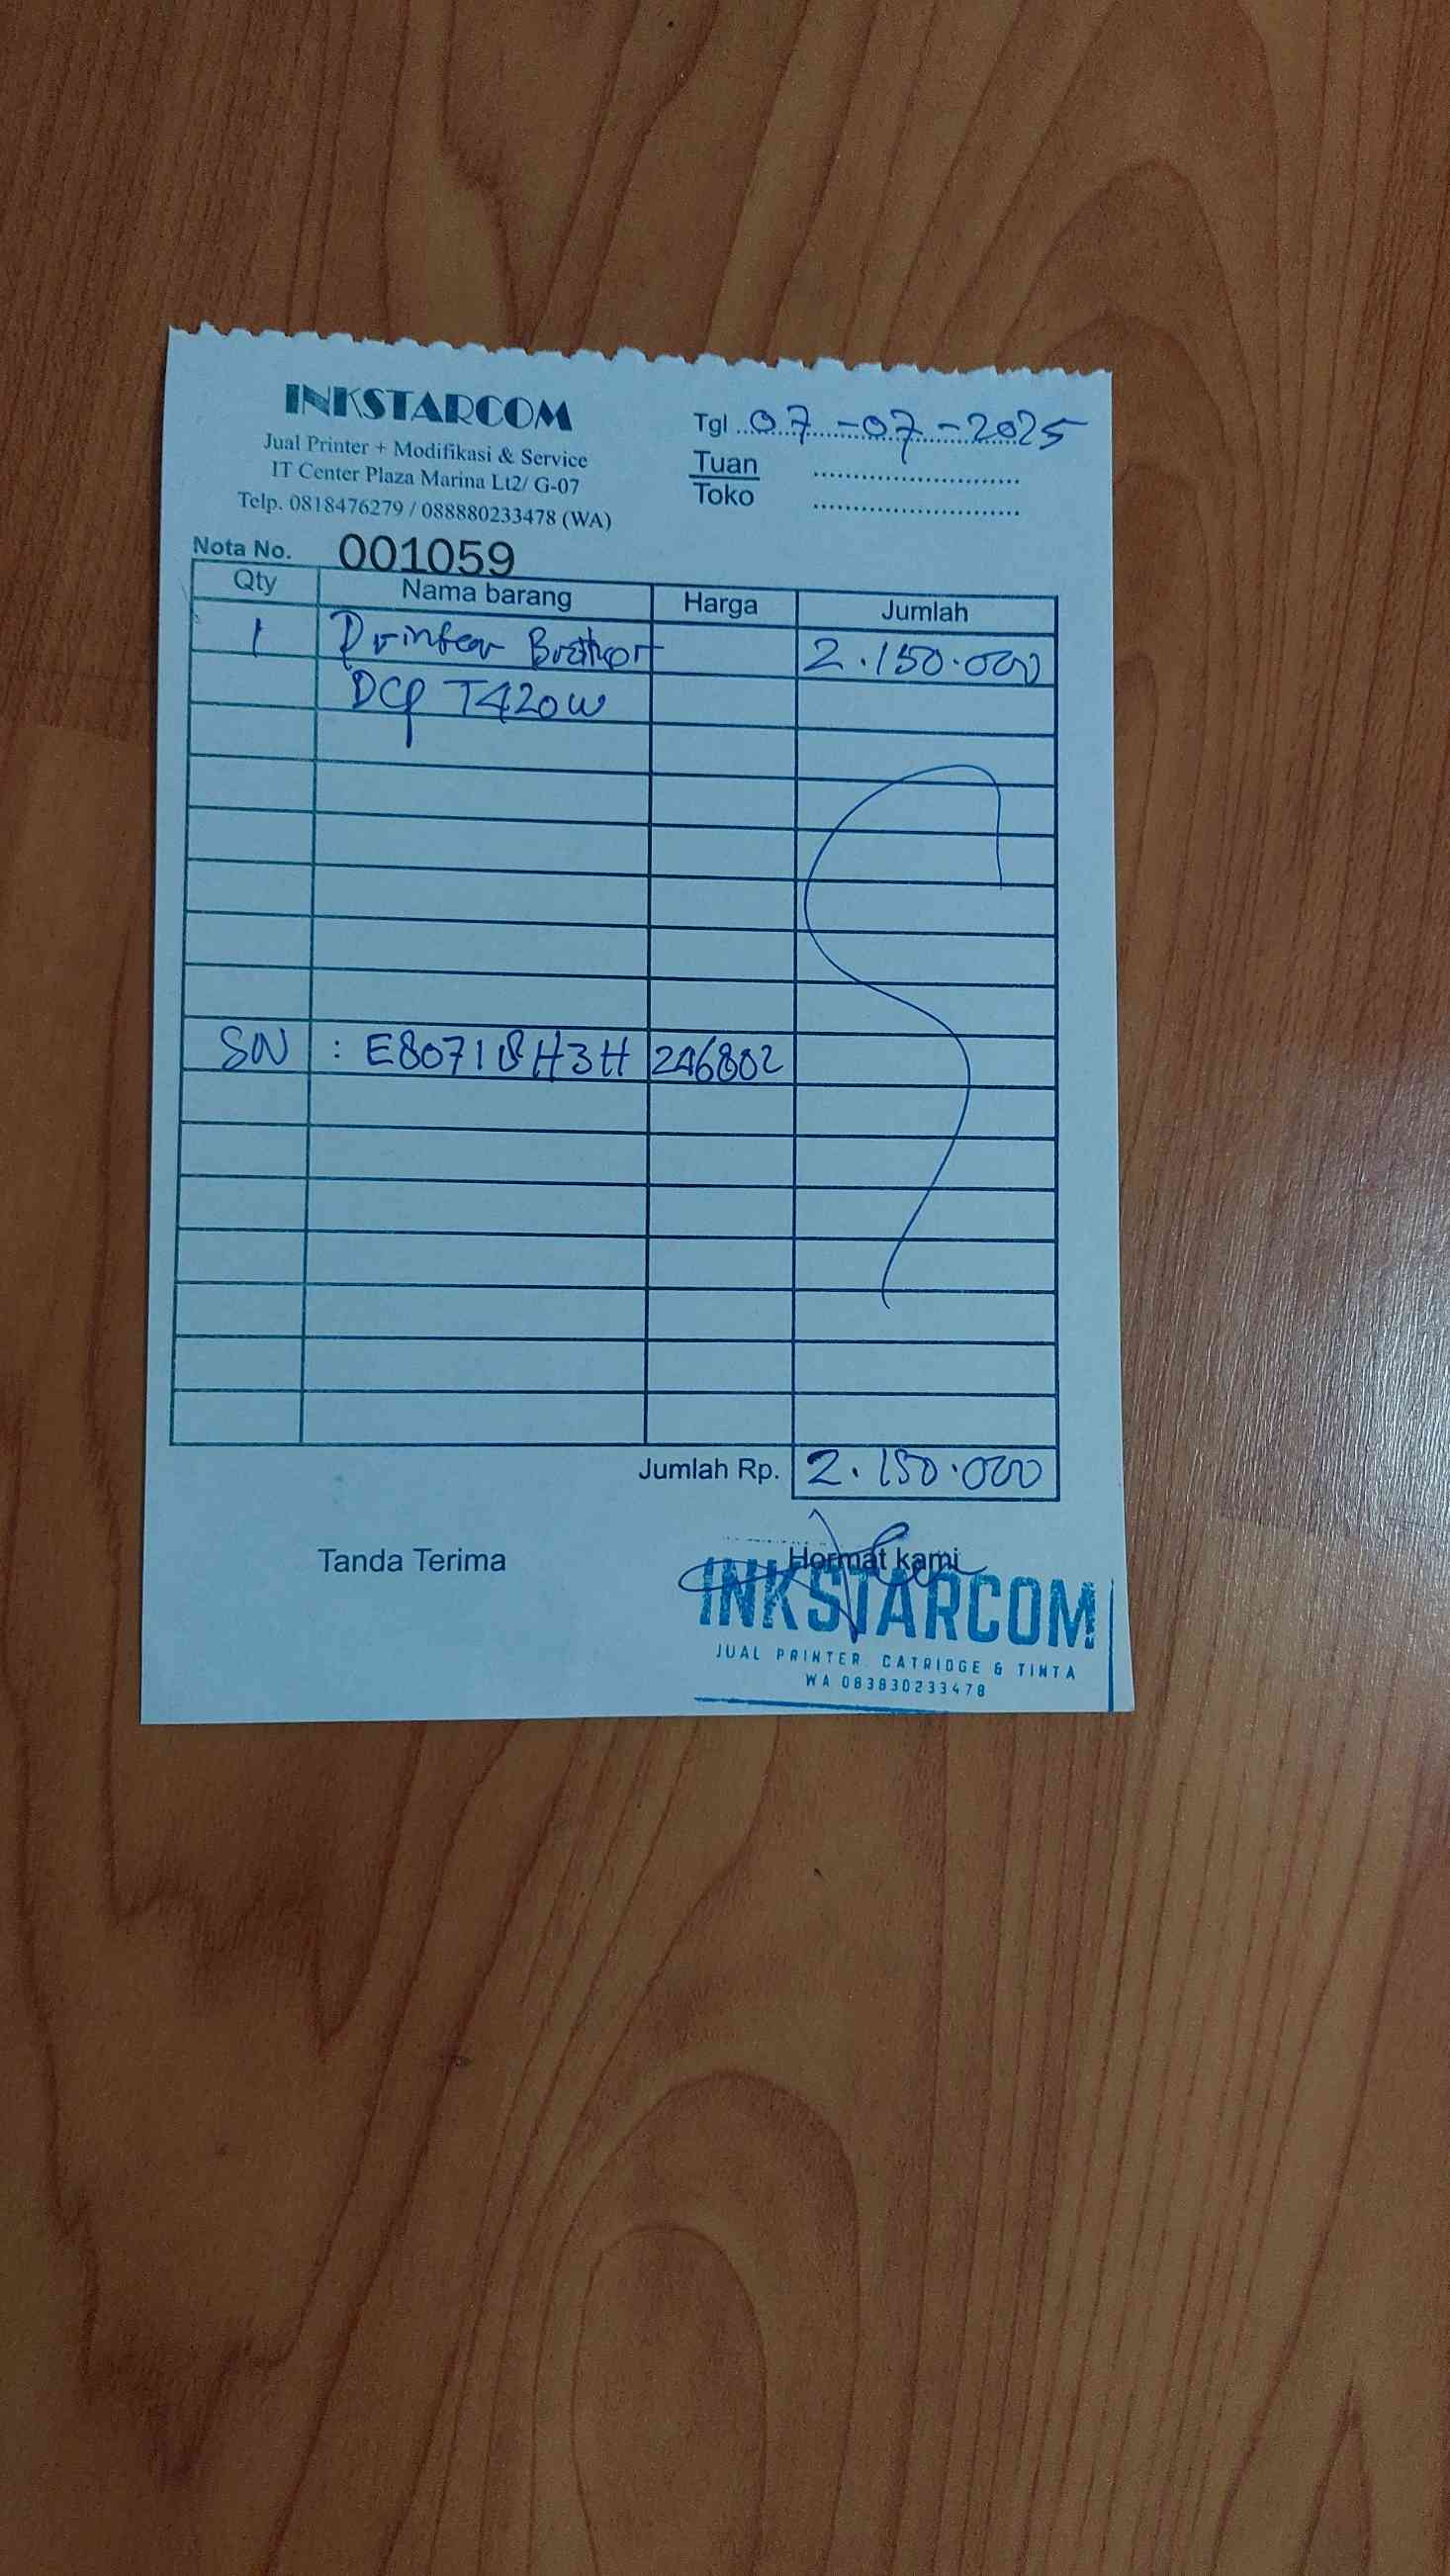 INKSTARCOM
Jual Printer + Modifikasi & Service
IT Center Plaza Marina Lt2/ G-07
Telp. 0818476279 / 088880233478 (WA)
Tgl 07-07-2025
Tuan
Toko
Nota No. 001059
Qty Nama barang Harga Jumlah
1 Printer Brother 2.150.000
DCP T420W
SN : E80718H3H246802
Jumlah Rp. 2.150.000
Tanda Terima Hormat kami
INKSTARCOM
JUAL PRINTER, CATRIDGE & TINTA
WA 083830233478